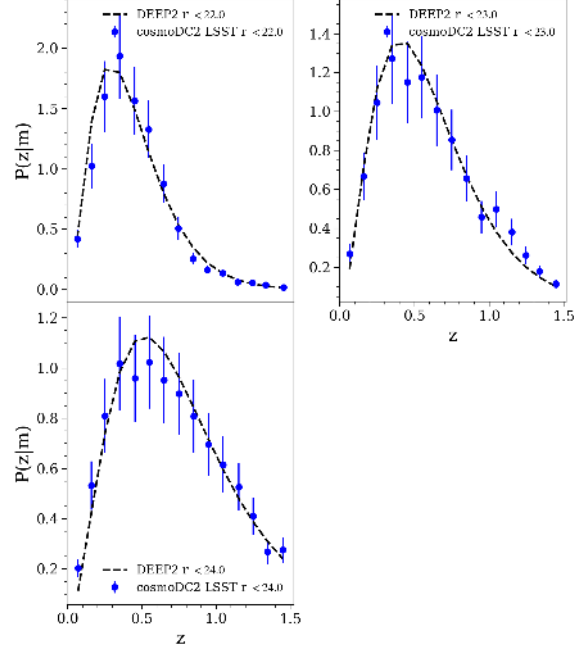 DEEP2 r <22.0
cosmoDC2 LSST r <22.0
P(z|m)
2.0
1.5
1.0
0.5
0.0
DEEP2 r <23.0
cosmoDC2 LSST r <23.0
1.4
1.2
1.0
0.8
0.6
0.4
0.2
0.0 0.5 1.0 1.5
z
P(z|m)
1.2
1.0
0.8
0.6
0.4
0.2
DEEP2 r <24.0
cosmoDC2 LSST r <24.0
0.0 0.5 1.0 1.5
z